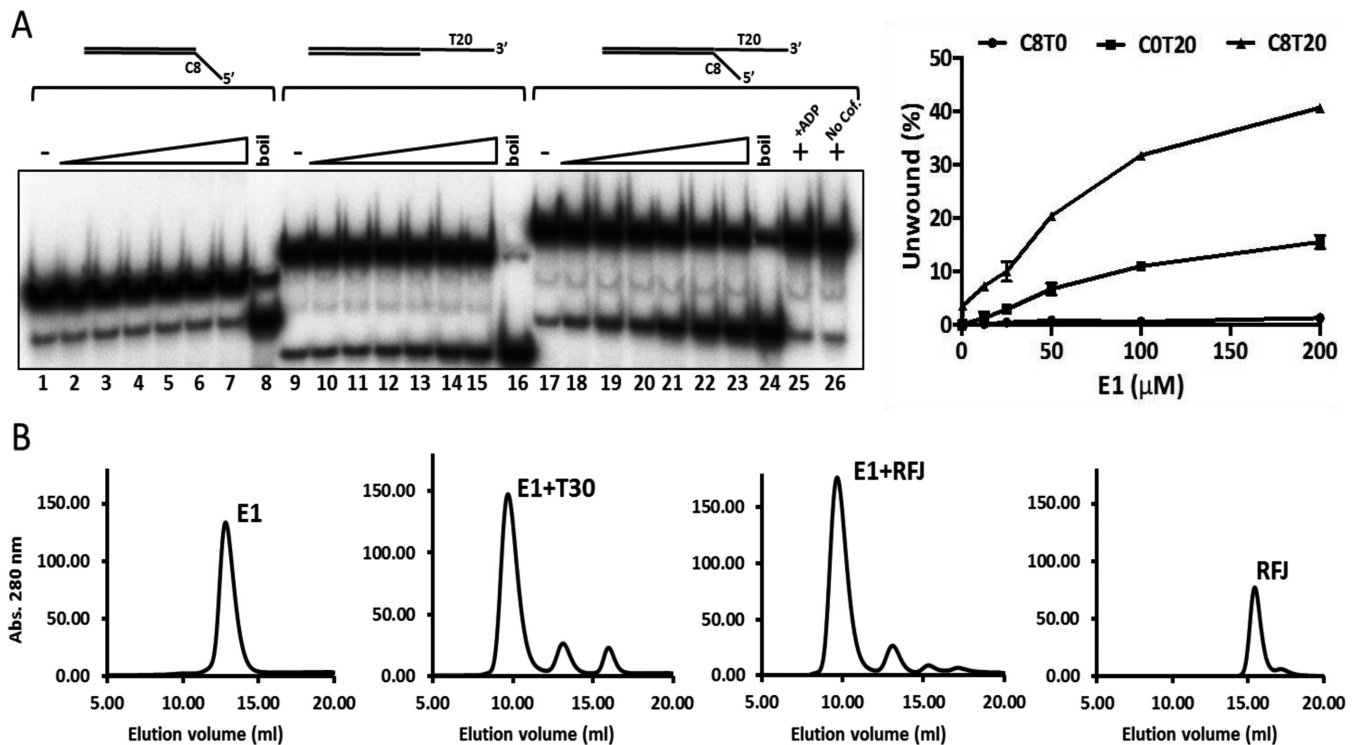 A
C8
5'
T20
3'
T20
3'
C8
5'
- boil - boil - boil +ADP + No Cof. +
1 2 3 4 5 6 7 8 9 10 11 12 13 14 15 16 17 18 19 20 21 22 23 24 25 26
C8T0 C0T20 C8T20
Unwound (%)
50
40
30
20
10
0
0 50 100 150 200
E1 (μM)
B
Abs. 280 nm
150.00
100.00
50.00
0.00
E1
5.00 10.00 15.00 20.00
Elution volume (ml)
150.00
100.00
50.00
0.00
E1+T30
5.00 10.00 15.00 20.00
Elution volume (ml)
150.00
100.00
50.00
0.00
E1+RFJ
5.00 10.00 15.00 20.00
Elution volume (ml)
150.00
100.00
50.00
0.00
RFJ
5.00 10.00 15.00 20.00
Elution volume (ml)